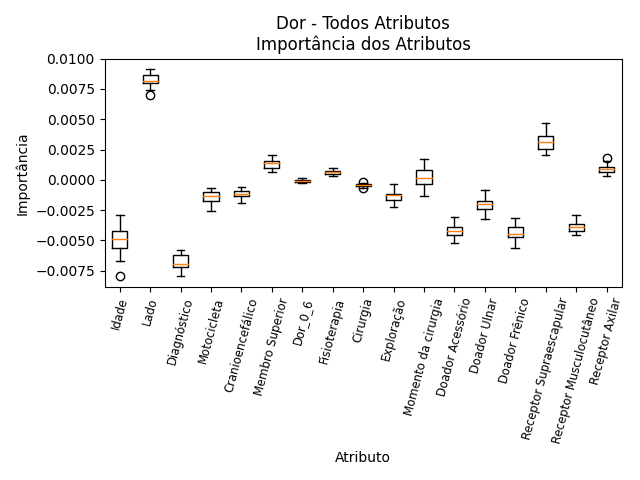 Dor - Todos Atributos
Importância dos Atributos
Importância
0.0100
0.0075
0.0050
0.0025
0.0000
−0.0025
−0.0050
−0.0075
Idade
Lado
Diagnóstico
Motocicleta
Cranioencefálico
Membro Superior
Dor_0_6
Fisioterapia
Cirurgia
Exploração
Momento da cirurgia
Doador Acessório
Doador Ulnar
Doador Frênico
Receptor Supraescapular
Receptor Musculocutâneo
Receptor Axilar
Atributo